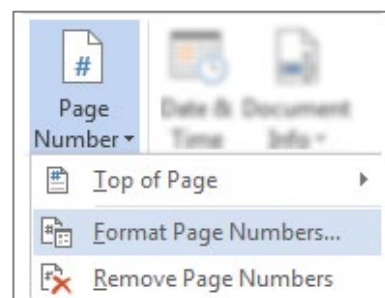 #
Page
Number
Date & Document
Time Info
Top of Page
Format Page Numbers...
Remove Page Numbers